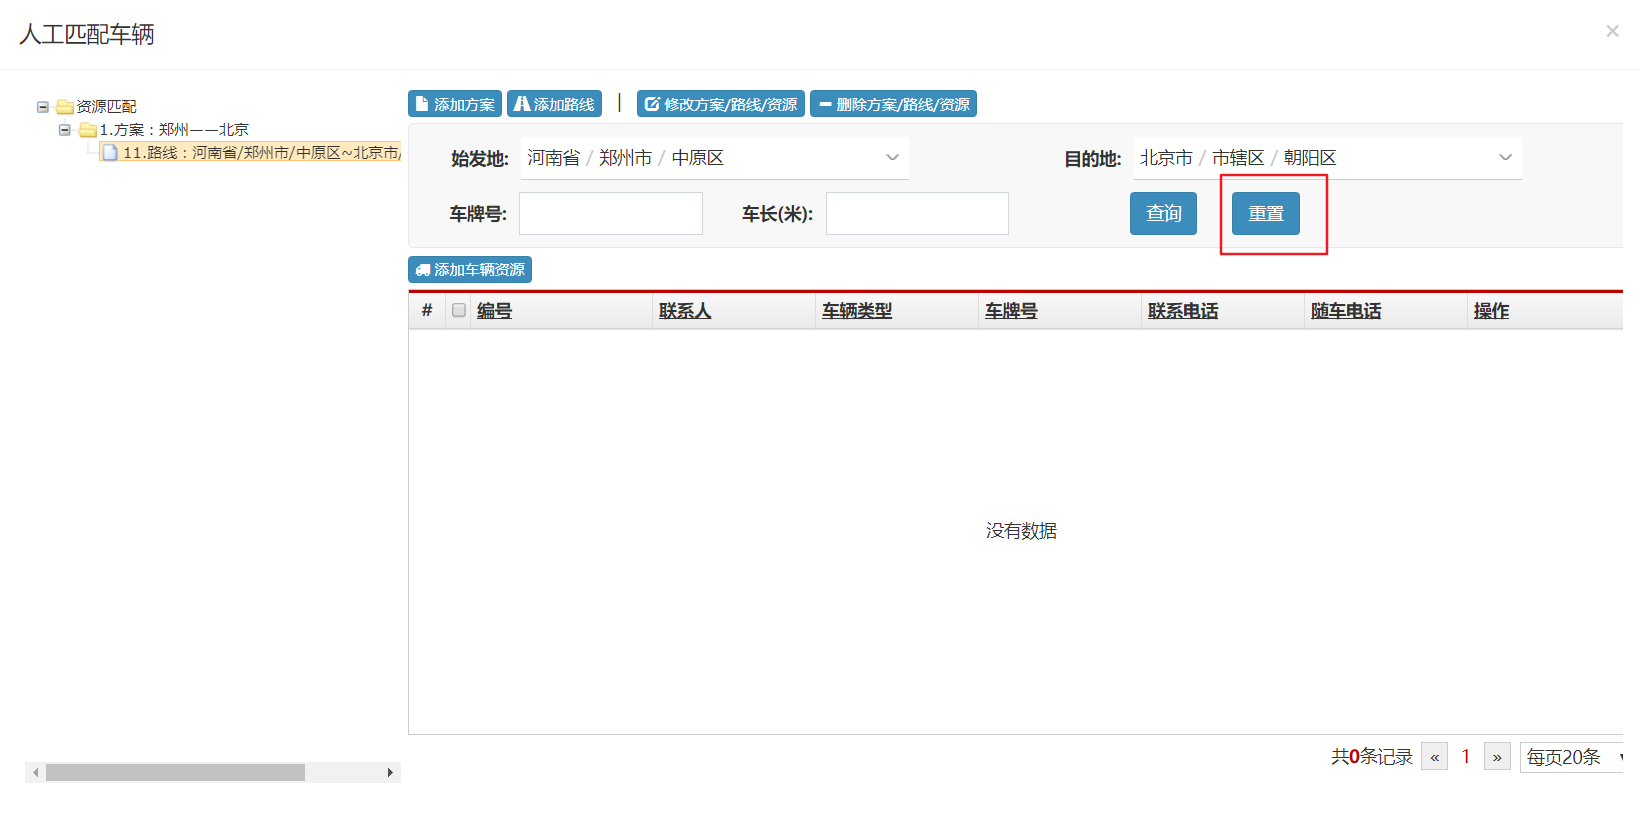 人工匹配车辆
×
资源匹配
1.方案：郑州——北京
11.路线：河南省/郑州市/中原区~北京市/
添加方案 添加路线 | 修改方案/路线/资源 删除方案/路线/资源
始发地: 河南省 / 郑州市 / 中原区 目的地: 北京市 / 市辖区 / 朝阳区
车牌号: 车长(米): 查询 重置
添加车辆资源
# 编号 联系人 车辆类型 车牌号 联系电话 随车电话 操作
没有数据
共0条记录 « 1 » 每页20条